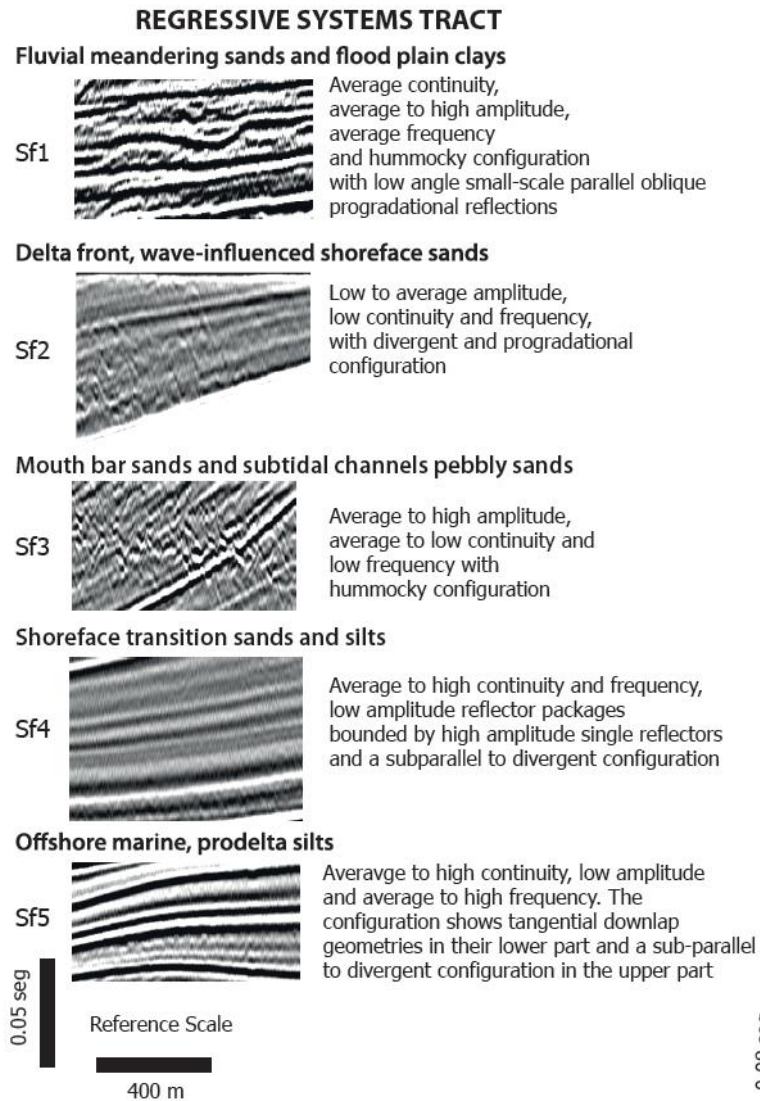 REGRESSIVE SYSTEMS TRACT
Fluvial meandering sands and flood plain clays
Sf1
Average continuity,
average to high amplitude,
average frequency
and hummocky configuration
with low angle small-scale parallel oblique
progradational reflections
Delta front, wave-influenced shoreface sands
Sf2
Low to average amplitude,
low continuity and frequency,
with divergent and progradational
configuration
Mouth bar sands and subtidal channels pebbly sands
Sf3
Average to high amplitude,
average to low continuity and
low frequency with
hummocky configuration
Shoreface transition sands and silts
Sf4
Average to high continuity and frequency,
low amplitude reflector packages
bounded by high amplitude single reflectors
and a subparallel to divergent configuration
Offshore marine, prodelta silts
Sf5
Averavge to high continuity, low amplitude
and average to high frequency. The
configuration shows tangential downlap
geometries in their lower part and a sub-parallel
to divergent configuration in the upper part
0.05 seg
Reference Scale
400 m